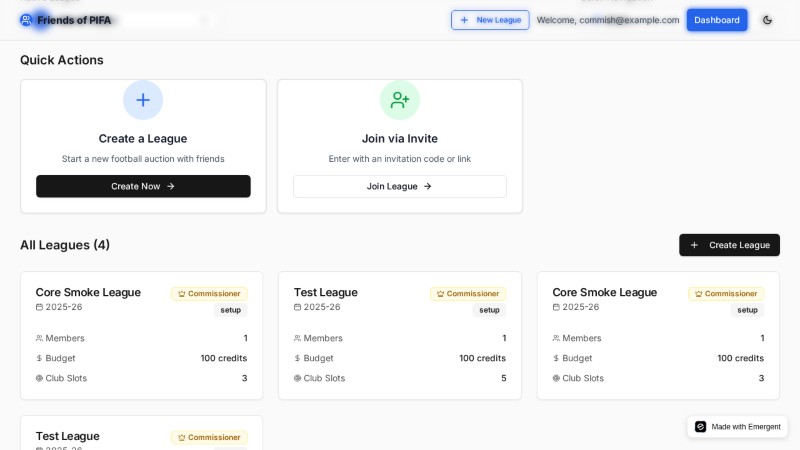 Friends of PIFA
New League
Welcome, commish@example.com
Dashboard
Quick Actions
Create a League
Start a new football auction with friends
Create Now
Join via Invite
Enter with an invitation code or link
Join League
All Leagues (4)
Create League
Core Smoke League
Commissioner
2025-26
setup
Members 1
Budget 100 credits
Club Slots 3
Test League
Commissioner
2025-26
setup
Members 1
Budget 100 credits
Club Slots 5
Core Smoke League
Commissioner
2025-26
setup
Members 1
Budget 100 credits
Club Slots 3
Test League
Commissioner
2025-26
Made with Emergent